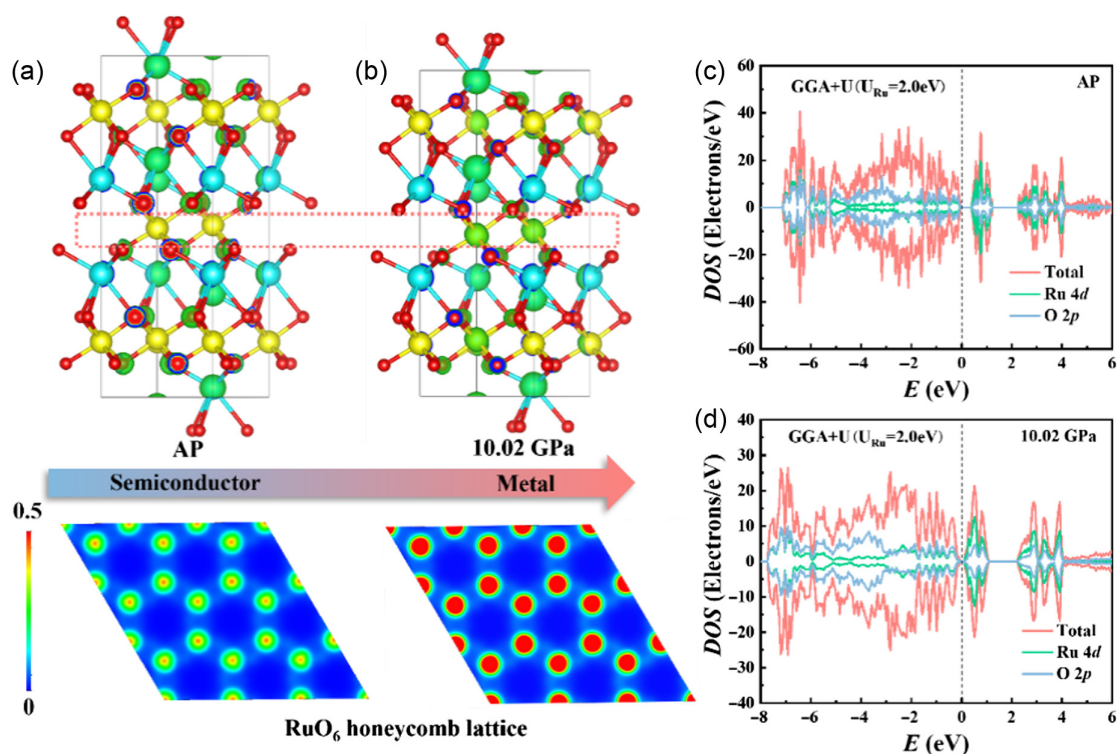 (a)
(b)
AP
10.02 GPa
Semiconductor
Metal
0.5
0
RuO₆ honeycomb lattice
(c)
GGA+U(U_Ru=2.0eV)
AP
60
40
20
0
−20
−40
−60
DOS (Electrons/eV)
Total
Ru 4d
O 2p
−8 −6 −4 −2 0 2 4 6
E (eV)
(d)
GGA+U(U_Ru=2.0eV)
10.02 GPa
40
30
20
10
0
−10
−20
−30
−40
DOS (Electrons/eV)
Total
Ru 4d
O 2p
−8 −6 −4 −2 0 2 4 6
E (eV)